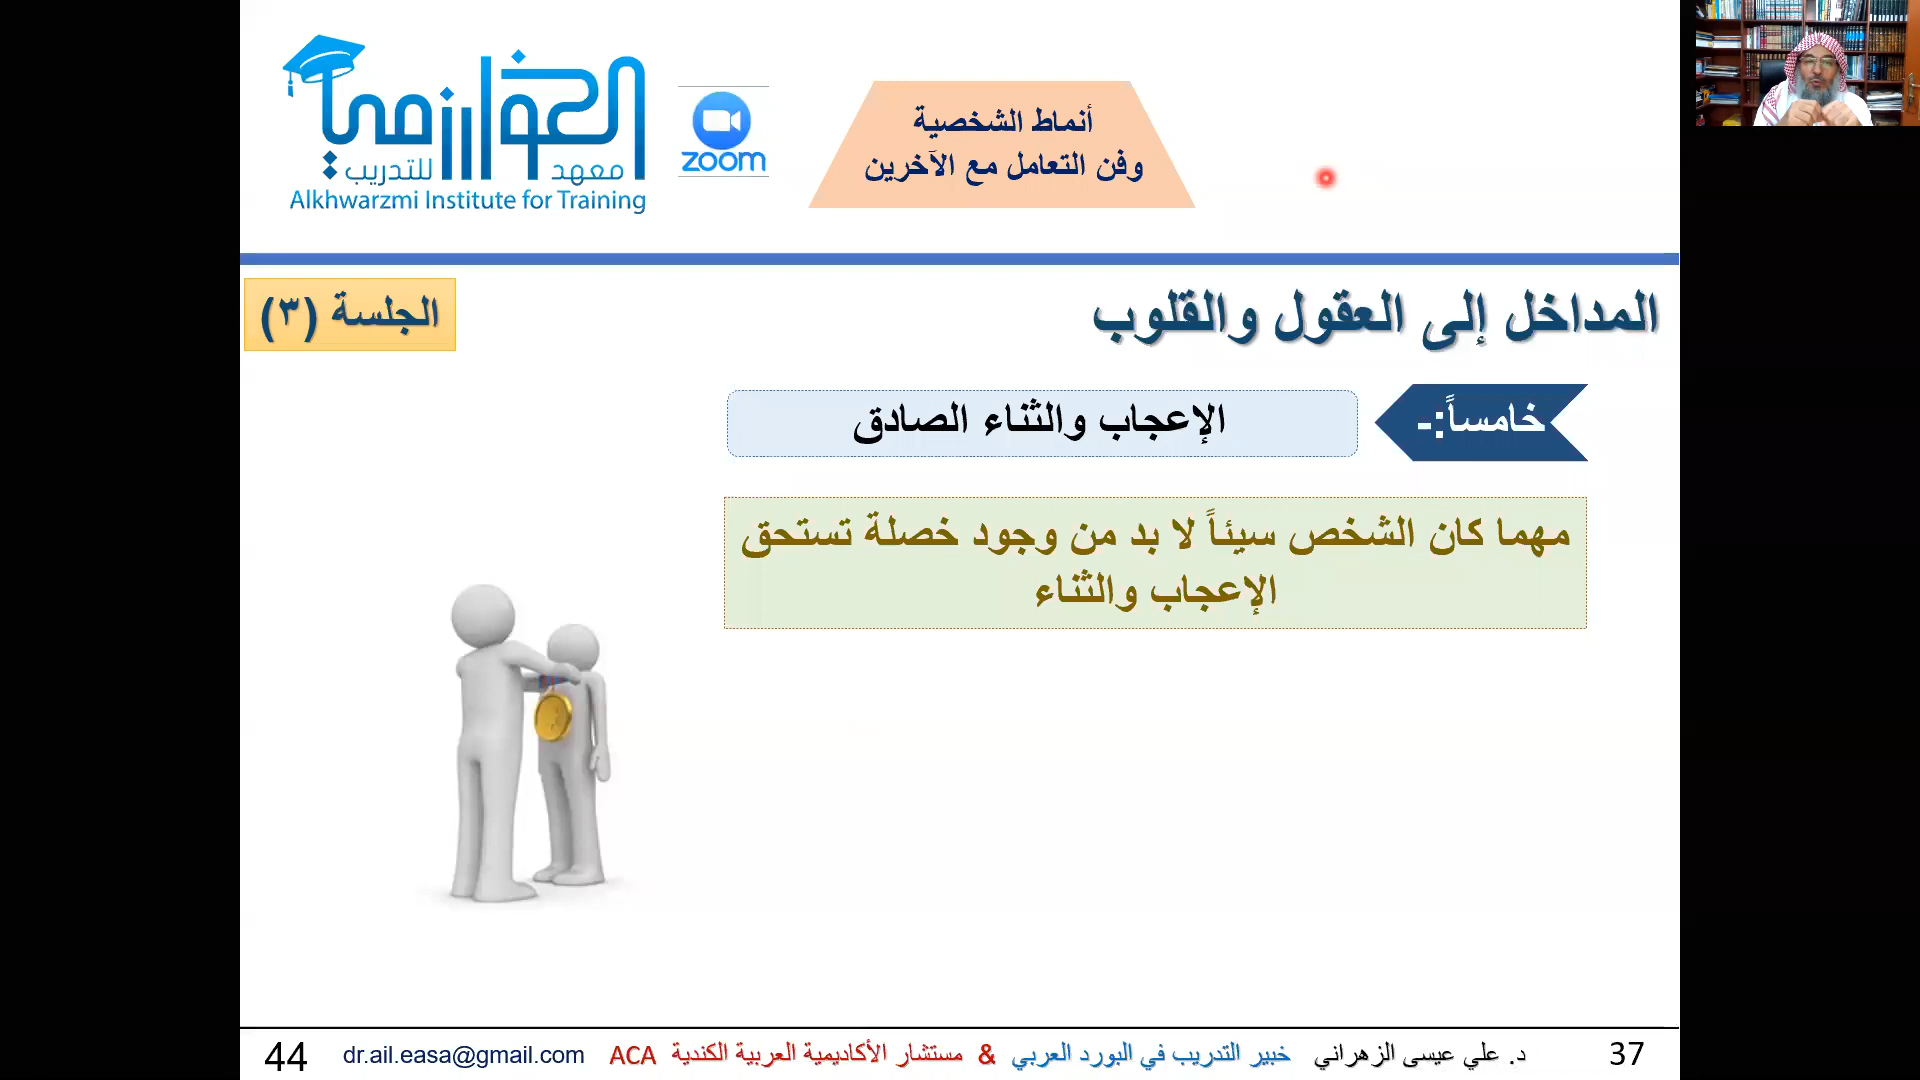 الخوارزمي
معهد للتدريب
Alkhwarzmi Institute for Training
zoom
أنماط الشخصية
وفن التعامل مع الآخرين
المداخل إلى العقول والقلوب
الجلسة (٣)
خامساً:-
الإعجاب والثناء الصادق
مهما كان الشخص سيئاً لا بد من وجود خصلة تستحق
الإعجاب والثناء
37
د. علي عيسى الزهراني خبير التدريب في البورد العربي & مستشار الأكاديمية العربية الكندية ACA dr.ail.easa@gmail.com
44